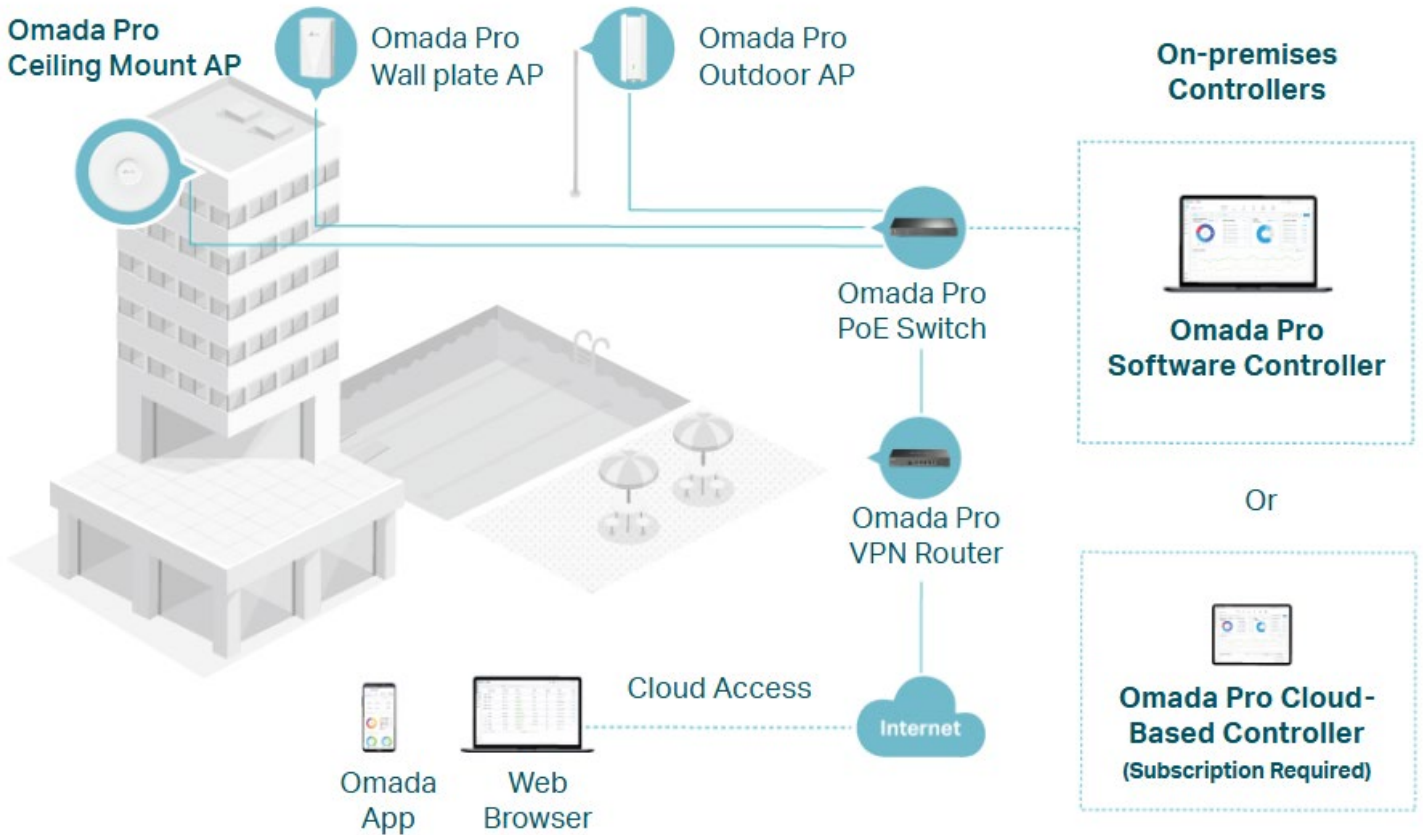 Omada Pro
Ceiling Mount AP
Omada Pro
Wall plate AP
Omada Pro
Outdoor AP
On-premises
Controllers
Omada Pro
PoE Switch
Omada Pro
Software Controller
Omada Pro
VPN Router
Or
Cloud Access
Internet
Omada
App
Web
Browser
Omada Pro Cloud-
Based Controller
(Subscription Required)